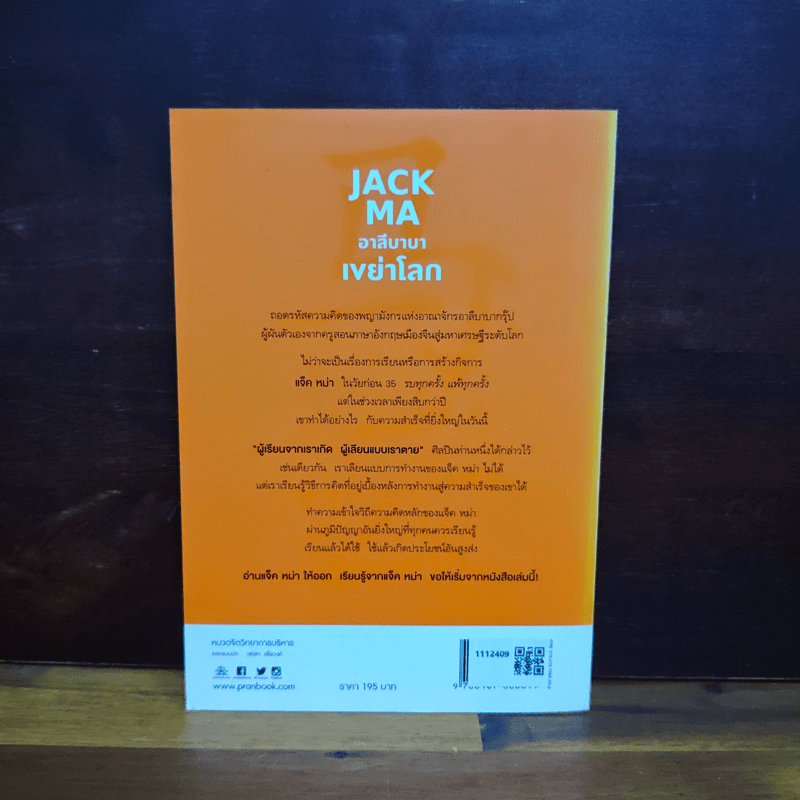 JACK
MA
อาลีบาบา
เขย่าโลก
ถอดรหัสความคิดของพญามังกรแห่งอาณาจักรอาลีบาบากรุ๊ป
ผู้ผันตัวเองจากครูสอนภาษาอังกฤษเมืองจีนสู่มหาเศรษฐีระดับโลก
ไม่ว่าจะเป็นเรื่องการเรียนหรือการสร้างกิจการ
แจ็ค หม่า ในวัยก่อน 35 รบทุกครั้ง แพ้ทุกครั้ง
แต่ในช่วงเวลาเพียงสิบกว่าปี
เขาทำได้อย่างไร กับความสำเร็จที่ยิ่งใหญ่ในวันนี้
"ผู้เรียนจากเราเกิด ผู้เลียนแบบเราตาย" ศิลปินท่านหนึ่งได้กล่าวไว้
เช่นเดียวกัน เราเลียนแบบการทำงานของแจ็ค หม่า ไม่ได้
แต่เราเรียนรู้วิธีการคิดที่อยู่เบื้องหลังการทำงานสู่ความสำเร็จของเขาได้
ทำความเข้าใจวิถีความคิดหลักของแจ็ค หม่า
ผ่านภูมิปัญญาอันยิ่งใหญ่ที่ทุกคนควรเรียนรู้
เรียนแล้วได้ใช้ ใช้แล้วเกิดประโยชน์อันสูงส่ง
อ่านแจ็ค หม่า ให้ออก เรียนรู้จากแจ็ค หม่า ขอให้เริ่มจากหนังสือเล่มนี้!
หมวดจิตวิทยาการบริหาร
www.pranbook.com
ราคา 195 บาท
1112409